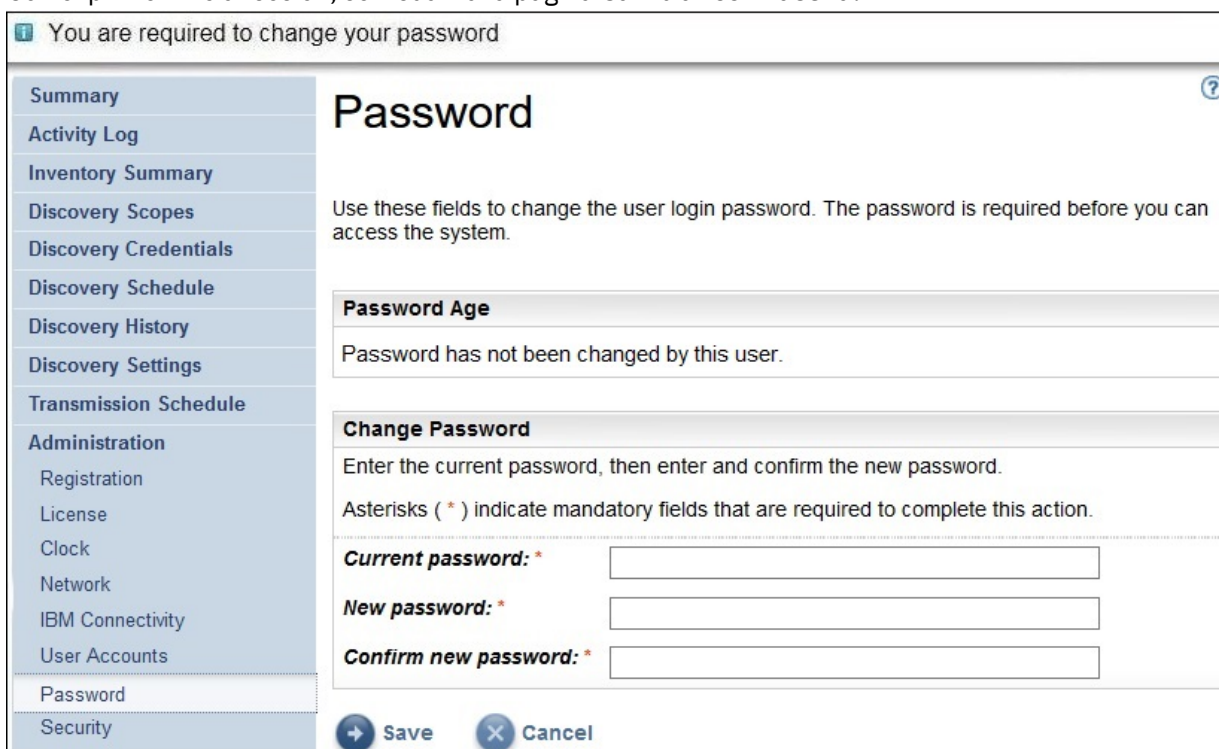 You are required to change your password
Summary
Activity Log
Inventory Summary
Discovery Scopes
Discovery Credentials
Discovery Schedule
Discovery History
Discovery Settings
Transmission Schedule
Administration
Registration
License
Clock
Network
IBM Connectivity
User Accounts
Password
Security
Password
?
Use these fields to change the user login password. The password is required before you can
access the system.
Password Age
Password has not been changed by this user.
Change Password
Enter the current password, then enter and confirm the new password.
Asterisks ( * ) indicate mandatory fields that are required to complete this action.
Current password: *
New password: *
Confirm new password: *
Save Cancel